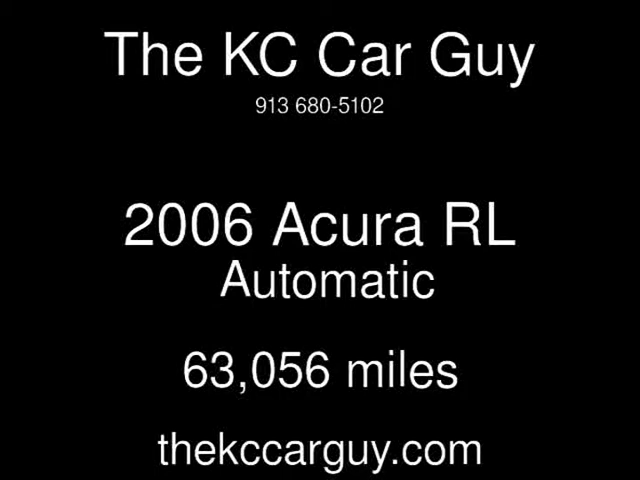 The KC Car Guy
913 680-5102
2006 Acura RL
Automatic
63,056 miles
thekccarguy.com